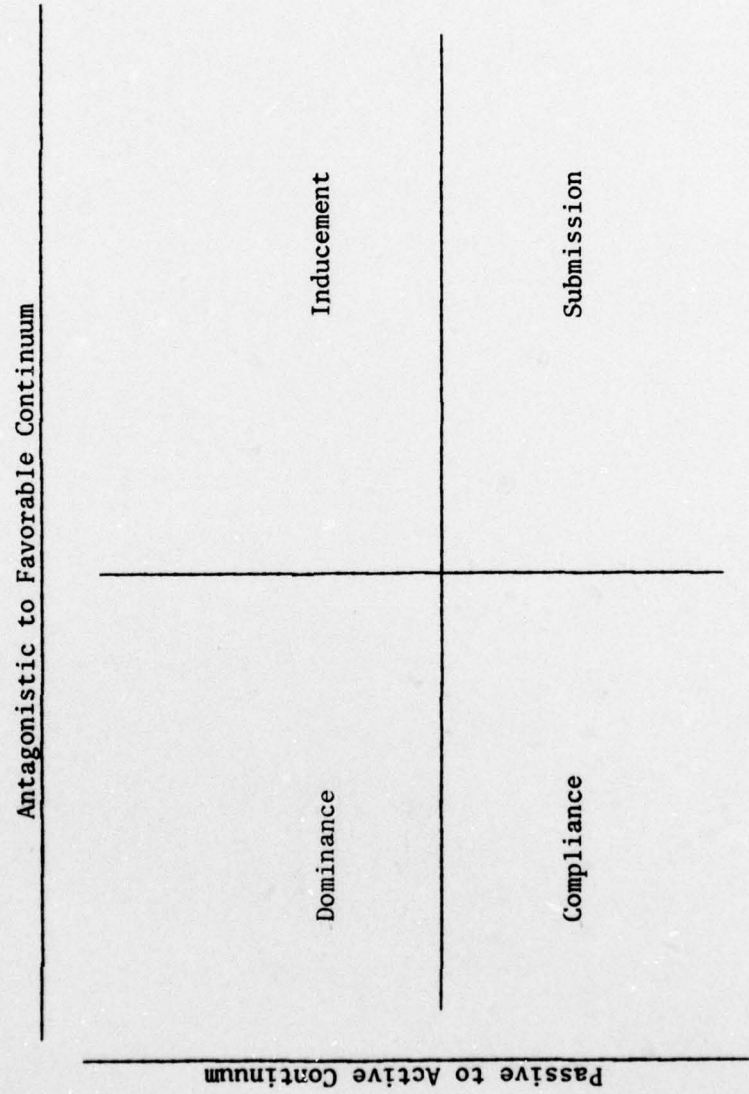 Antagonistic to Favorable Continuum
Passive to Active Continuum
Dominance
Inducement
Compliance
Submission